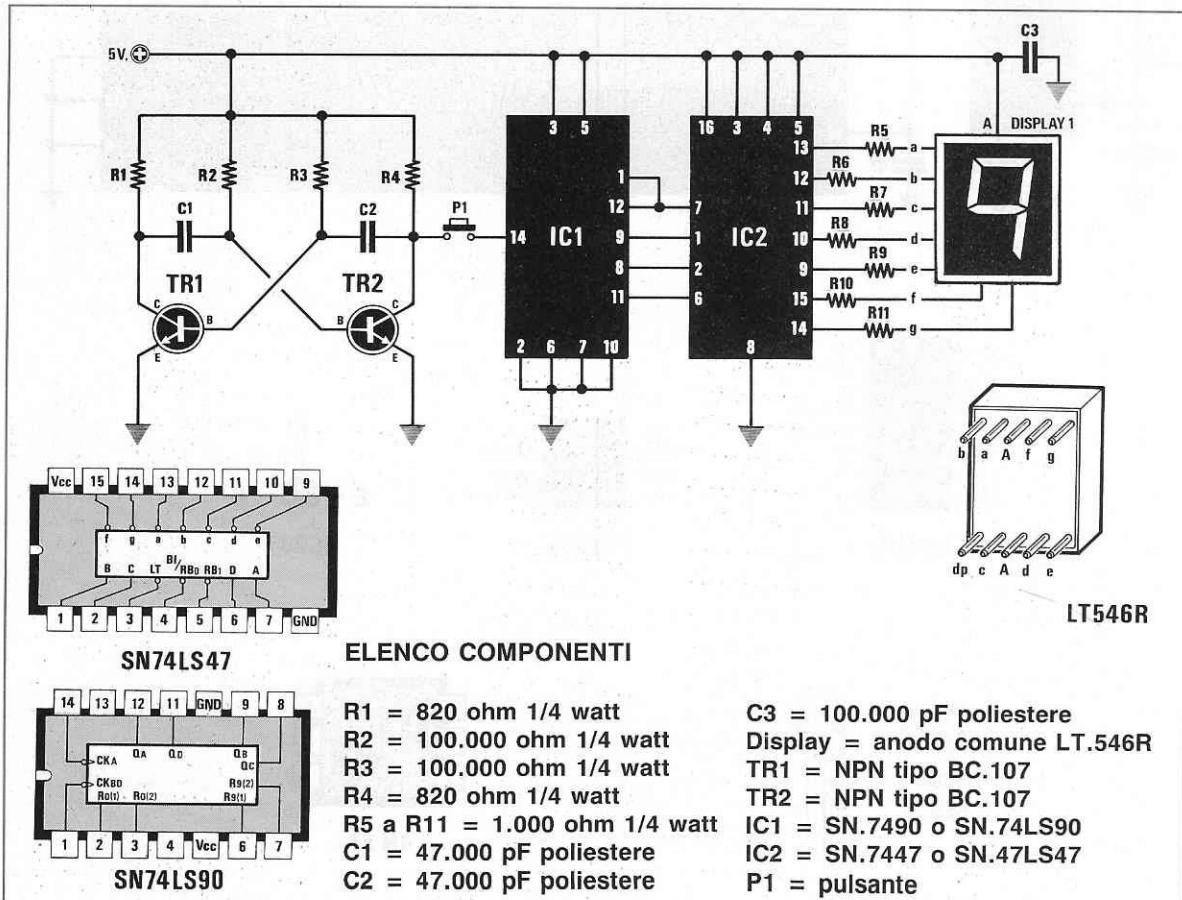 5V.
C3
A DISPLAY 1
R1 R2 R3 R4
C1 C2 P1
TR1 TR2
C B E
B C E
3 5
14 IC1
1
12
9
8
11
2 6 7 10
16 3 4 5
7
1
2
6
IC2
13 R5 a
12 R6 b
11 R7 c
10 R8 d
9 R9 e
15 R10 f
14 R11 g
8
b a A f g
dp c A d e
LT546R
Vcc 15 14 13 12 11 10 9
f g a b c d e
B C LT BI/RB0 RB1 D A
1 2 3 4 5 6 7 GND
SN74LS47
14 13 12 11 GND 9 8
CKA QA QD QB QC
CKBD R0(1) R0(2) R9(1) R9(2)
1 2 3 4 Vcc 6 7
SN74LS90
ELENCO COMPONENTI
R1 = 820 ohm 1/4 watt
R2 = 100.000 ohm 1/4 watt
R3 = 100.000 ohm 1/4 watt
R4 = 820 ohm 1/4 watt
R5 a R11 = 1.000 ohm 1/4 watt
C1 = 47.000 pF poliestere
C2 = 47.000 pF poliestere
C3 = 100.000 pF poliestere
Display = anodo comune LT.546R
TR1 = NPN tipo BC.107
TR2 = NPN tipo BC.107
IC1 = SN.7490 o SN.74LS90
IC2 = SN.7447 o SN.47LS47
P1 = pulsante